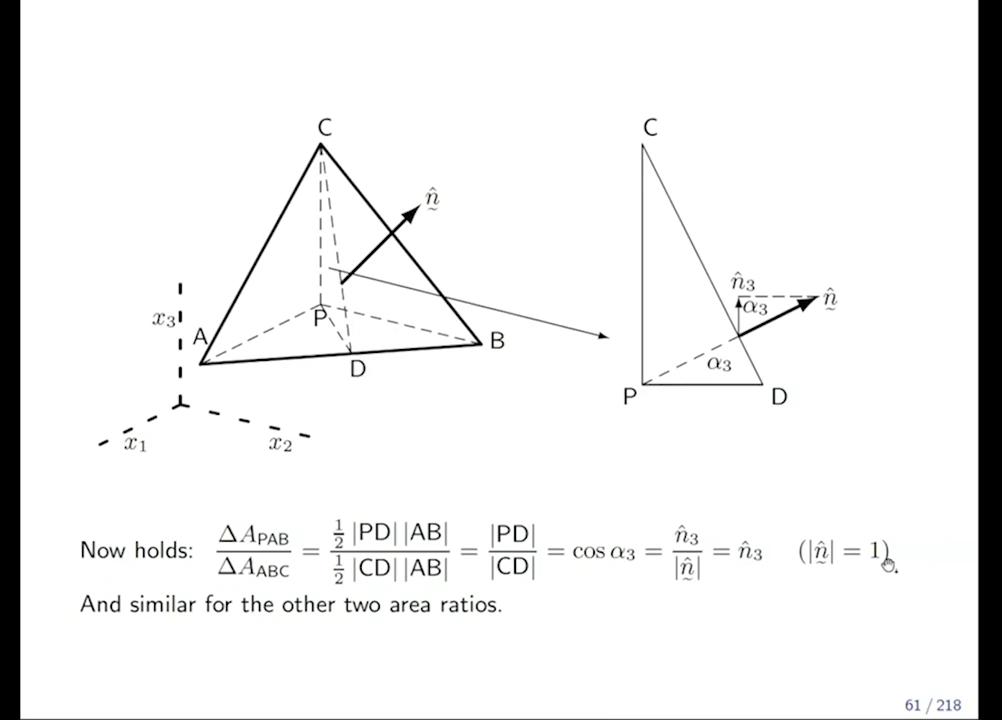 C
n̂
P
A
B
D
x₃
x₁
x₂
C
n̂₃
α₃
n̂
α₃
P
D
Now holds: ΔA_PAB / ΔA_ABC = ½ |PD| |AB| / ½ |CD| |AB| = |PD| / |CD| = cos α₃ = n̂₃ / |n̂| = n̂₃ (|n̂| = 1).
And similar for the other two area ratios.
61 / 218